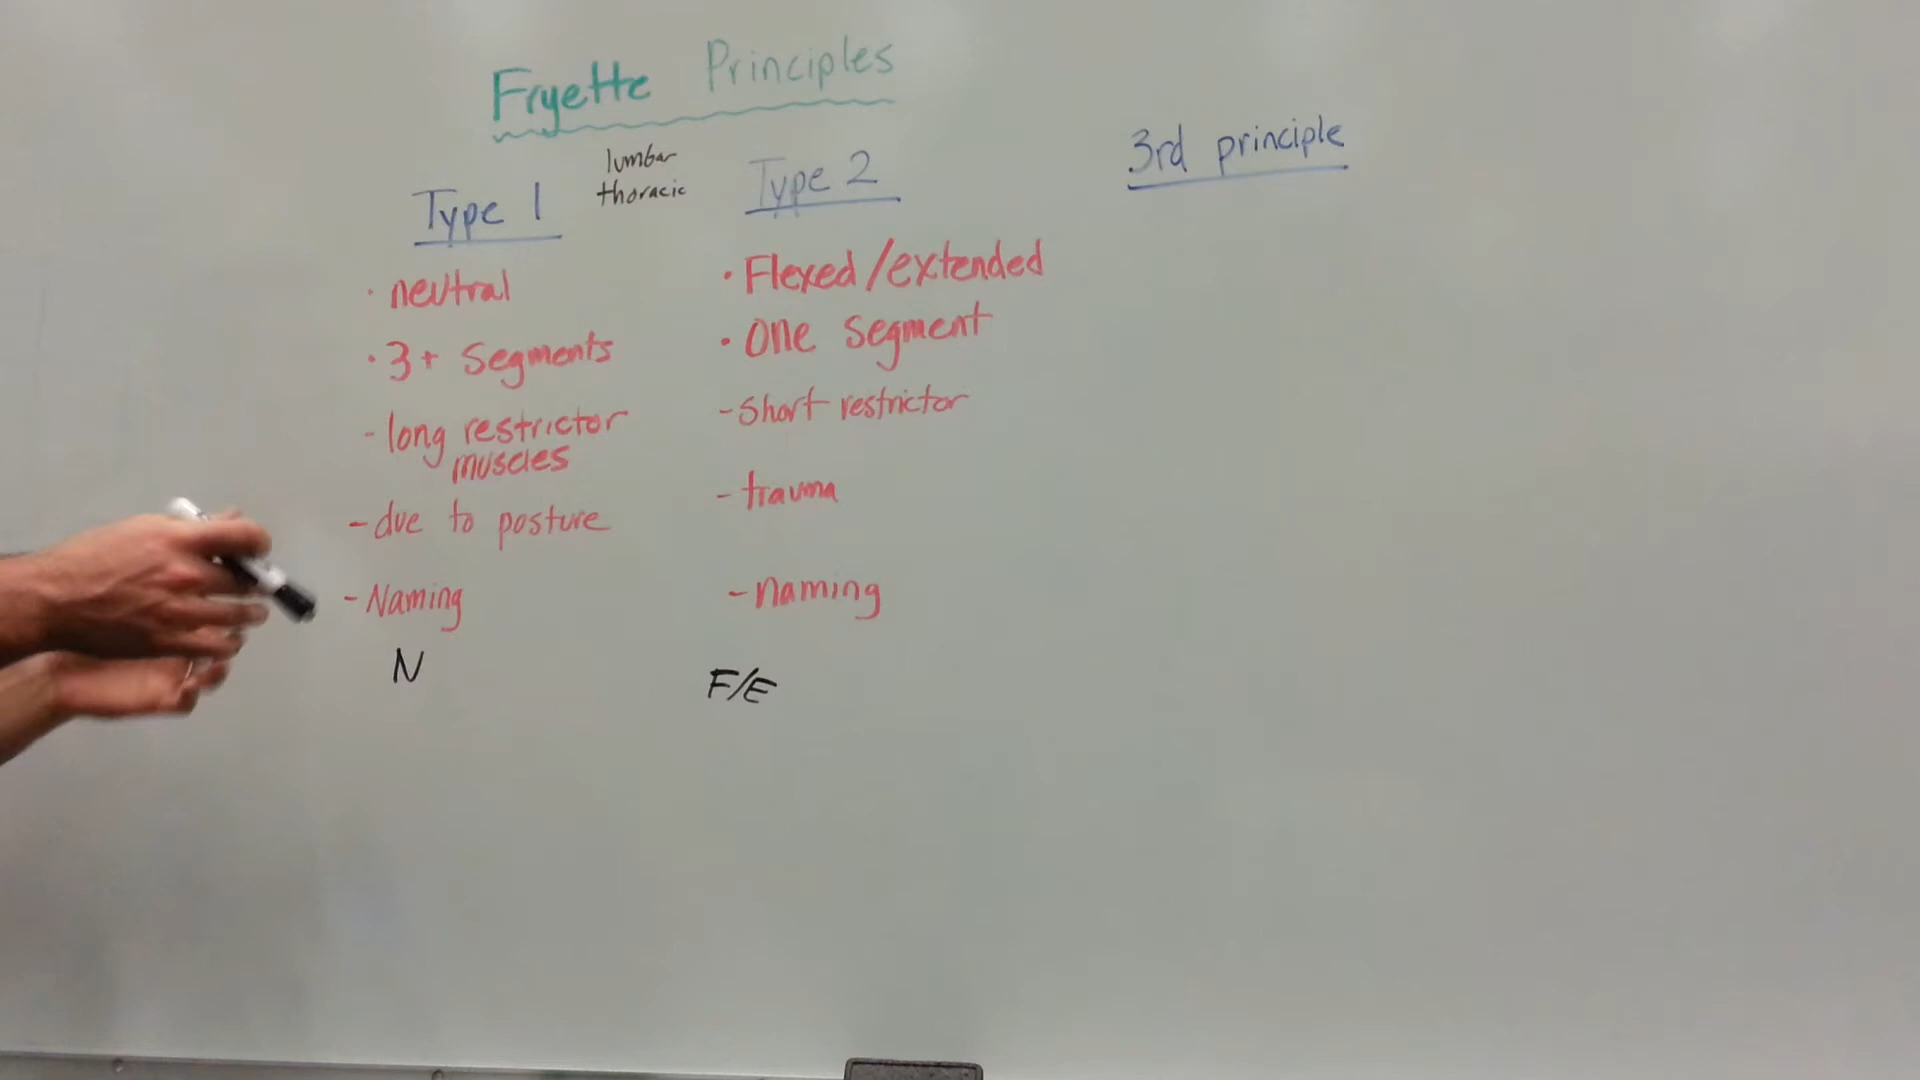 Fryette Principles
lumbar
thoracic
Type 1
• neutral
• 3+ Segments
- long restrictor
muscles
- due to posture
- Naming
N
Type 2
• Flexed/extended
• One Segment
- Short restrictor
- trauma
- naming
F/E
3rd principle